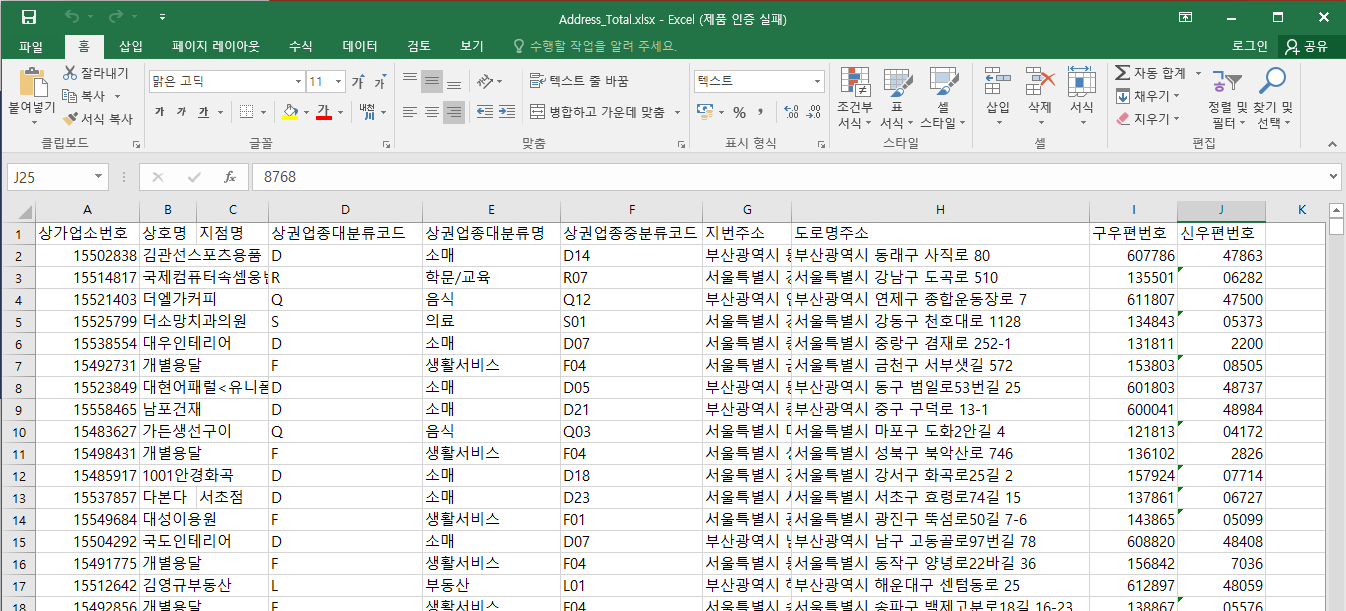 Address_Total.xlsx - Excel (제품 인증 실패)
파일 홈 삽입 페이지 레이아웃 수식 데이터 검토 보기 수행할 작업을 알려 주세요. 로그인 공유
붙여넣기 잘라내기 복사 서식 복사 클립보드
맑은 고딕 11 가 가 가 가 가 가 내천 글꼴
텍스트 줄 바꿈 병합하고 가운데 맞춤 맞춤
텍스트 % , .00 표시 형식
조건부 서식 표 서식 셀 스타일 스타일
삽입 삭제 서식 셀
자동 합계 채우기 지우기 정렬 및 필터 찾기 및 선택 편집
J25 fx 8768
A B C D E F G H I J K
1 상가업소번호 상호명 지점명 상권업종대분류코드 상권업종대분류명 상권업종중분류코드 지번주소 도로명주소 구우편번호 신우편번호
2 15502838 김관선스포츠용품 D 소매 D14 부산광역시 부산광역시 동래구 사직로 80 607786 47863
3 15514817 국제컴퓨터속셈웅변 R 학문/교육 R07 서울특별시 서울특별시 강남구 도곡로 510 135501 06282
4 15521403 더엘가커피 Q 음식 Q12 부산광역시 부산광역시 연제구 종합운동장로 7 611807 47500
5 15525799 더소망치과의원 S 의료 S01 서울특별시 서울특별시 강동구 천호대로 1128 134843 05373
6 15538554 대우인테리어 D 소매 D07 서울특별시 서울특별시 중랑구 겸재로 252-1 131811 2200
7 15492731 개별용달 F 생활서비스 F04 서울특별시 서울특별시 금천구 서부샛길 572 153803 08505
8 15523849 대현어패럴<유니폼 D 소매 D05 부산광역시 부산광역시 동구 범일로53번길 25 601803 48737
9 15558465 남포건재 D 소매 D21 부산광역시 부산광역시 중구 구덕로 13-1 600041 48984
10 15483627 가든생선구이 Q 음식 Q03 서울특별시 서울특별시 마포구 도화2안길 4 121813 04172
11 15498431 개별용달 F 생활서비스 F04 서울특별시 서울특별시 성북구 북악산로 746 136102 2826
12 15485917 1001안경화곡 D 소매 D18 서울특별시 서울특별시 강서구 화곡로25길 2 157924 07714
13 15537857 다본다 서초점 D 소매 D23 서울특별시 서울특별시 서초구 효령로74길 15 137861 06727
14 15549684 대성이용원 F 생활서비스 F01 서울특별시 서울특별시 광진구 뚝섬로50길 7-6 143865 05099
15 15504292 국도인테리어 D 소매 D07 부산광역시 부산광역시 남구 고동골로97번길 78 608820 48408
16 15491775 개별용달 F 생활서비스 F04 서울특별시 서울특별시 동작구 양녕로22바길 36 156842 7036
17 15512642 김영규부동산 L 부동산 L01 부산광역시 부산광역시 해운대구 센텀동로 25 612897 48059
18 15492856 개별용달 F 생활서비스 F04 서울특별시 서울특별시 송파구 백제고분로18길 16-23 138867 05576